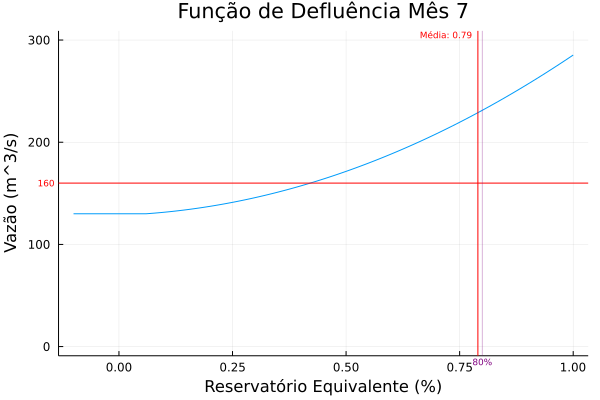 Função de Defluência Mês 7
Média: 0.79
300
200
160
100
0
Vazão (m^3/s)
0.00
0.25
0.50
0.75
80%
1.00
Reservatório Equivalente (%)